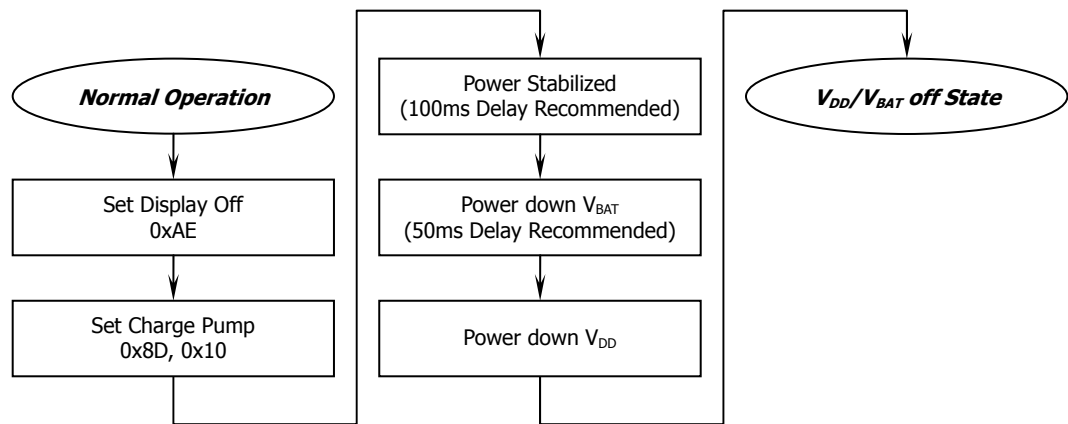 Normal Operation
Set Display Off
0xAE
Set Charge Pump
0x8D, 0x10
Power Stabilized
(100ms Delay Recommended)
Power down VBAT
(50ms Delay Recommended)
Power down VDD
VDD/VBAT off State